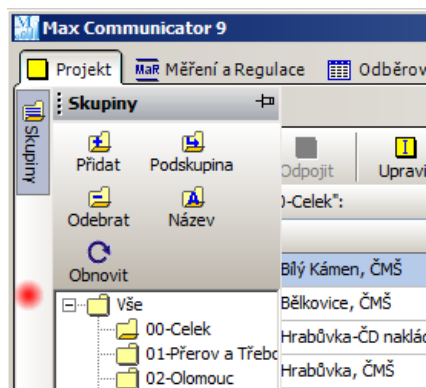 Max Communicator 9
Projekt MaR Měření a Regulace Odběrov
Skupiny
Skupiny
Přidat Podskupina
Odpojit Upravi
Odebrat Název
0-Celek":
Obnovit
Bílý Kámen, ČMŠ
Vše
Bělkovice, ČMŠ
00-Celek
Hrabůvka-ČD naklád
01-Přerov a Třebo
Hrabůvka, ČMŠ
02-Olomouc